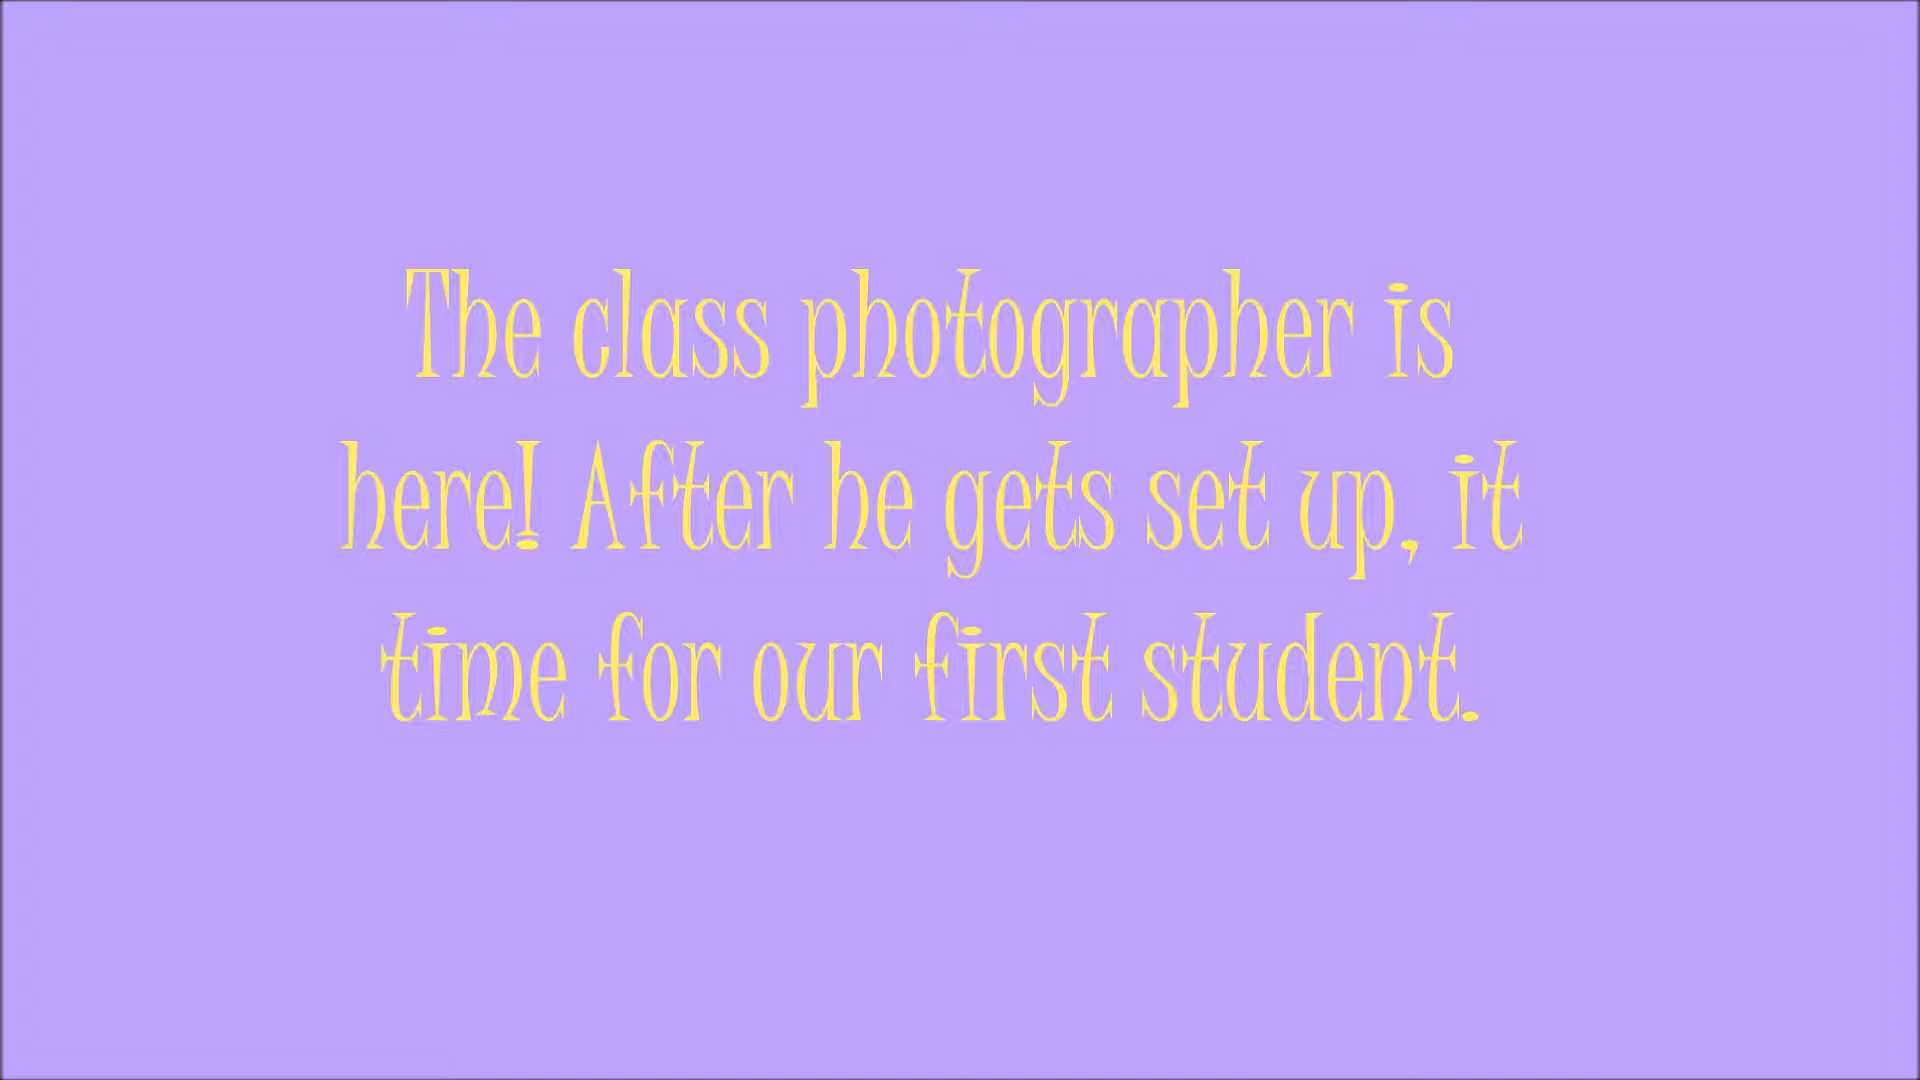 The class photographer is
here! After he gets set up, it
time for our first student.